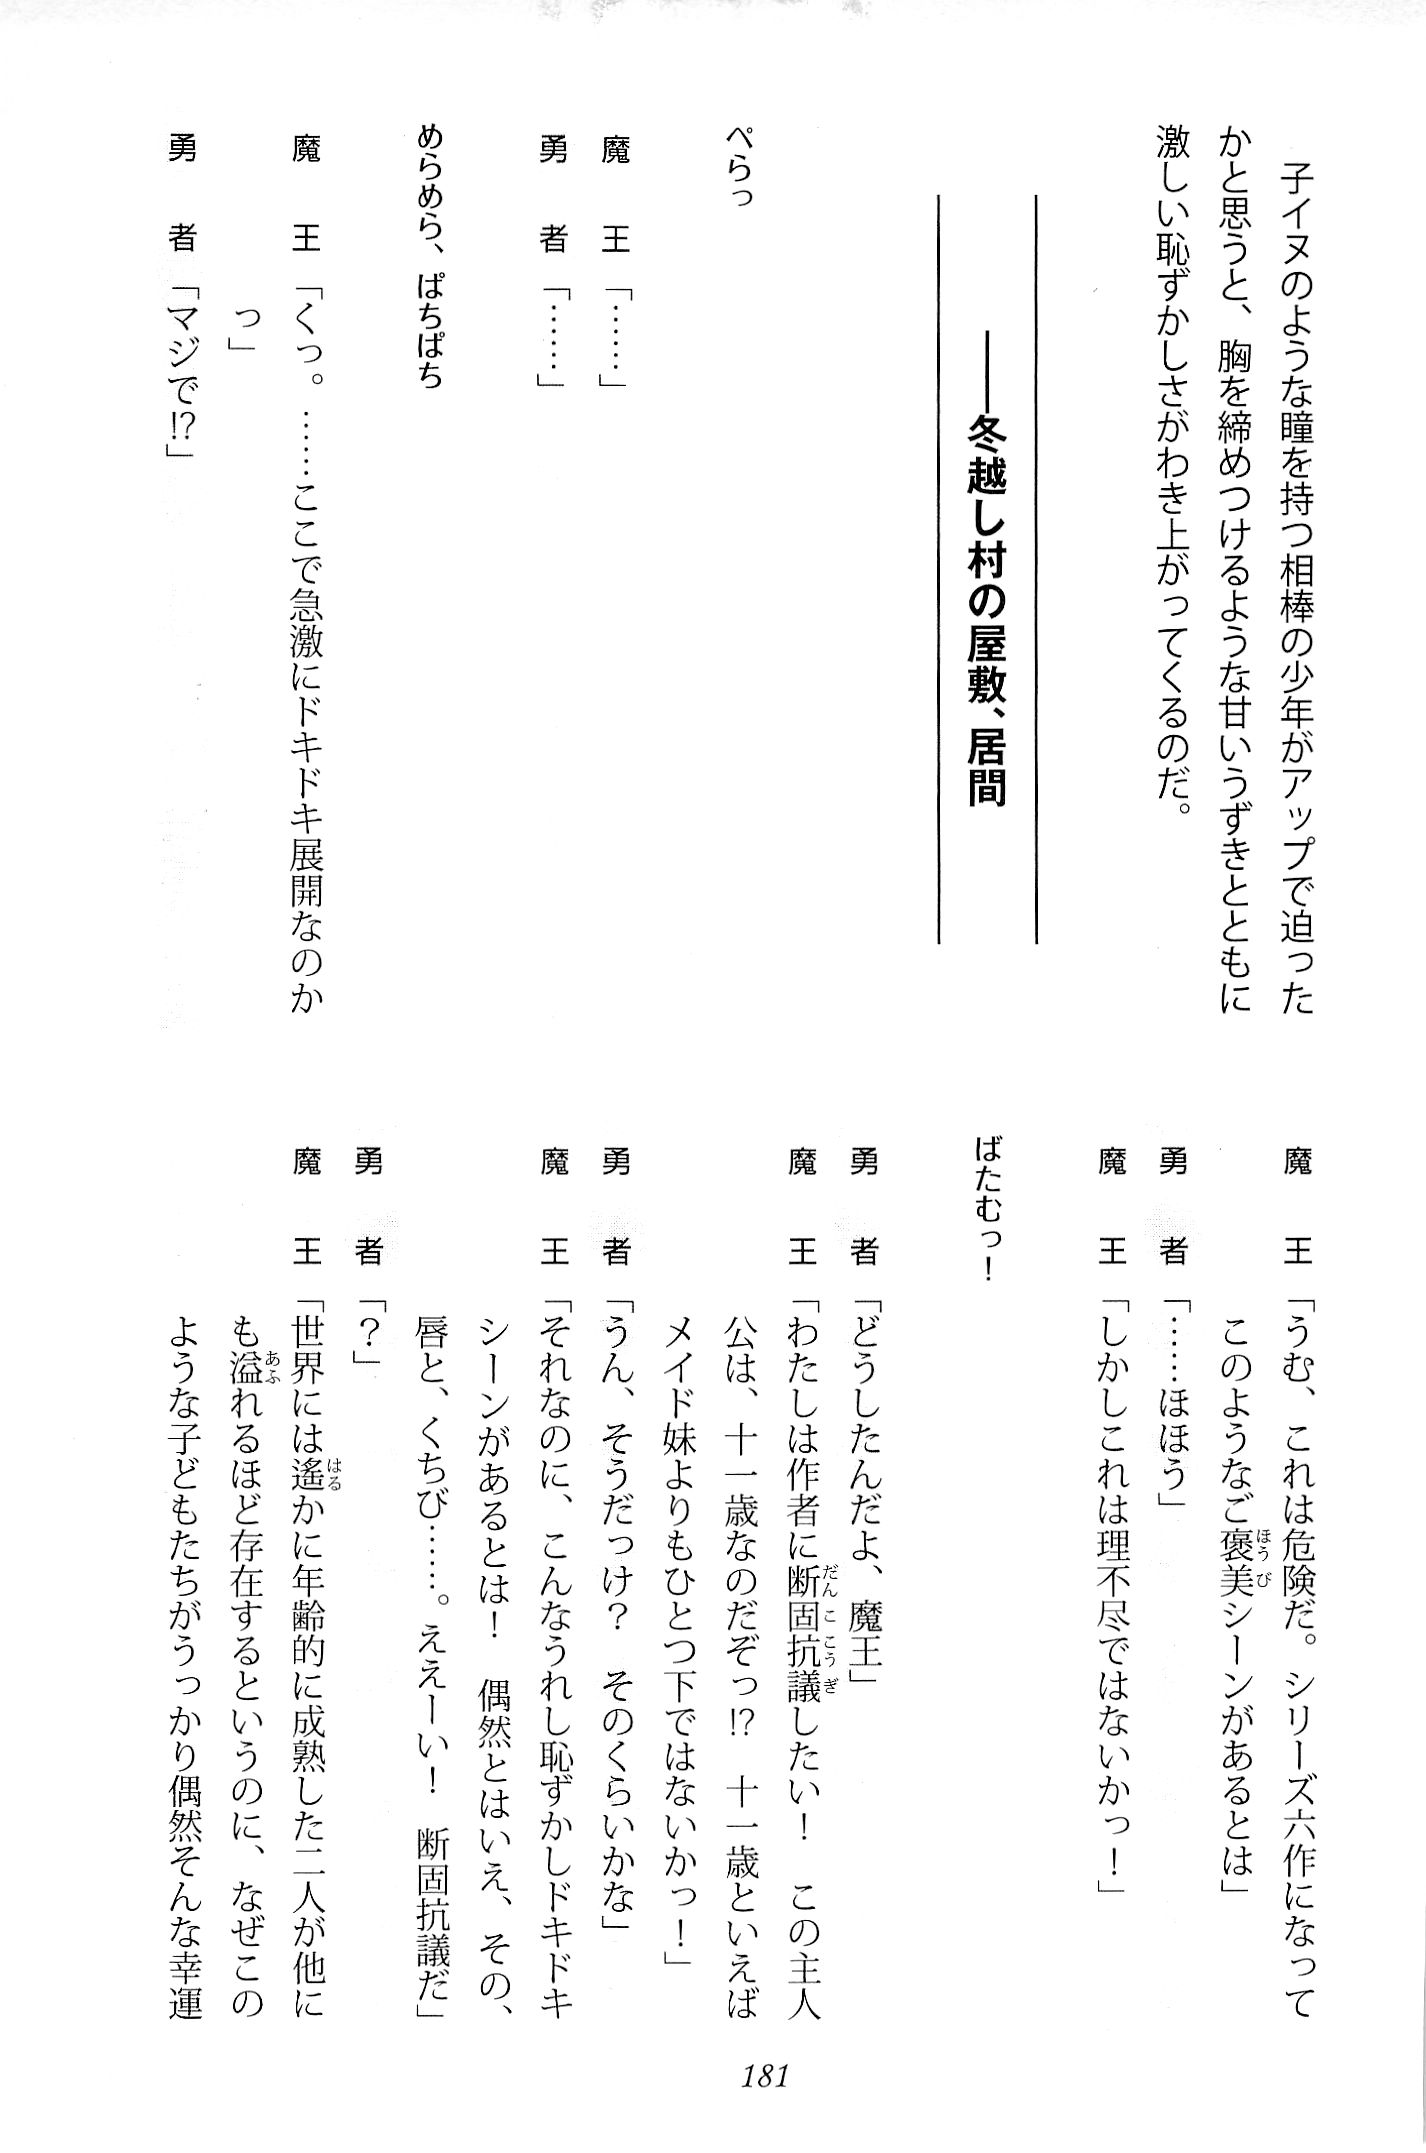 子イヌのような瞳を持つ相棒の少年がアップで迫った
かと思うと、胸を締めつけるような甘いうずきとともに
激しい恥ずかしさがわき上がってくるのだ。
――冬越し村の屋敷、居間
ぺらっ
魔王「……」
勇者「……」
めらめら、ぱちぱち
魔王「くっ。……ここで急激にドキドキ展開なのか
っ」
勇者「マジで!?」
魔王「うむ、これは危険だ。シリーズ六作になって
このようなご褒美シーンがあるとは」
勇者「……ほほう」
魔王「しかしこれは理不尽ではないかっ！」
ばたむっ！
勇者「どうしたんだよ、魔王」
魔王「わたしは作者に断固抗議したい！　この主人
公は、十一歳なのだぞっ!?　十一歳といえば
メイド妹よりもひとつ下ではないかっ！」
勇者「うん、そうだっけ？　そのくらいかな」
魔王「それなのに、こんなうれし恥ずかしドキドキ
シーンがあるとは！　偶然とはいえ、その、
唇と、くちび……。ええーい！　断固抗議だ」
勇者「？」
魔王「世界には遙かに年齢的に成熟した二人が他に
も溢れるほど存在するというのに、なぜこの
ような子どもたちがうっかり偶然そんな幸運
181